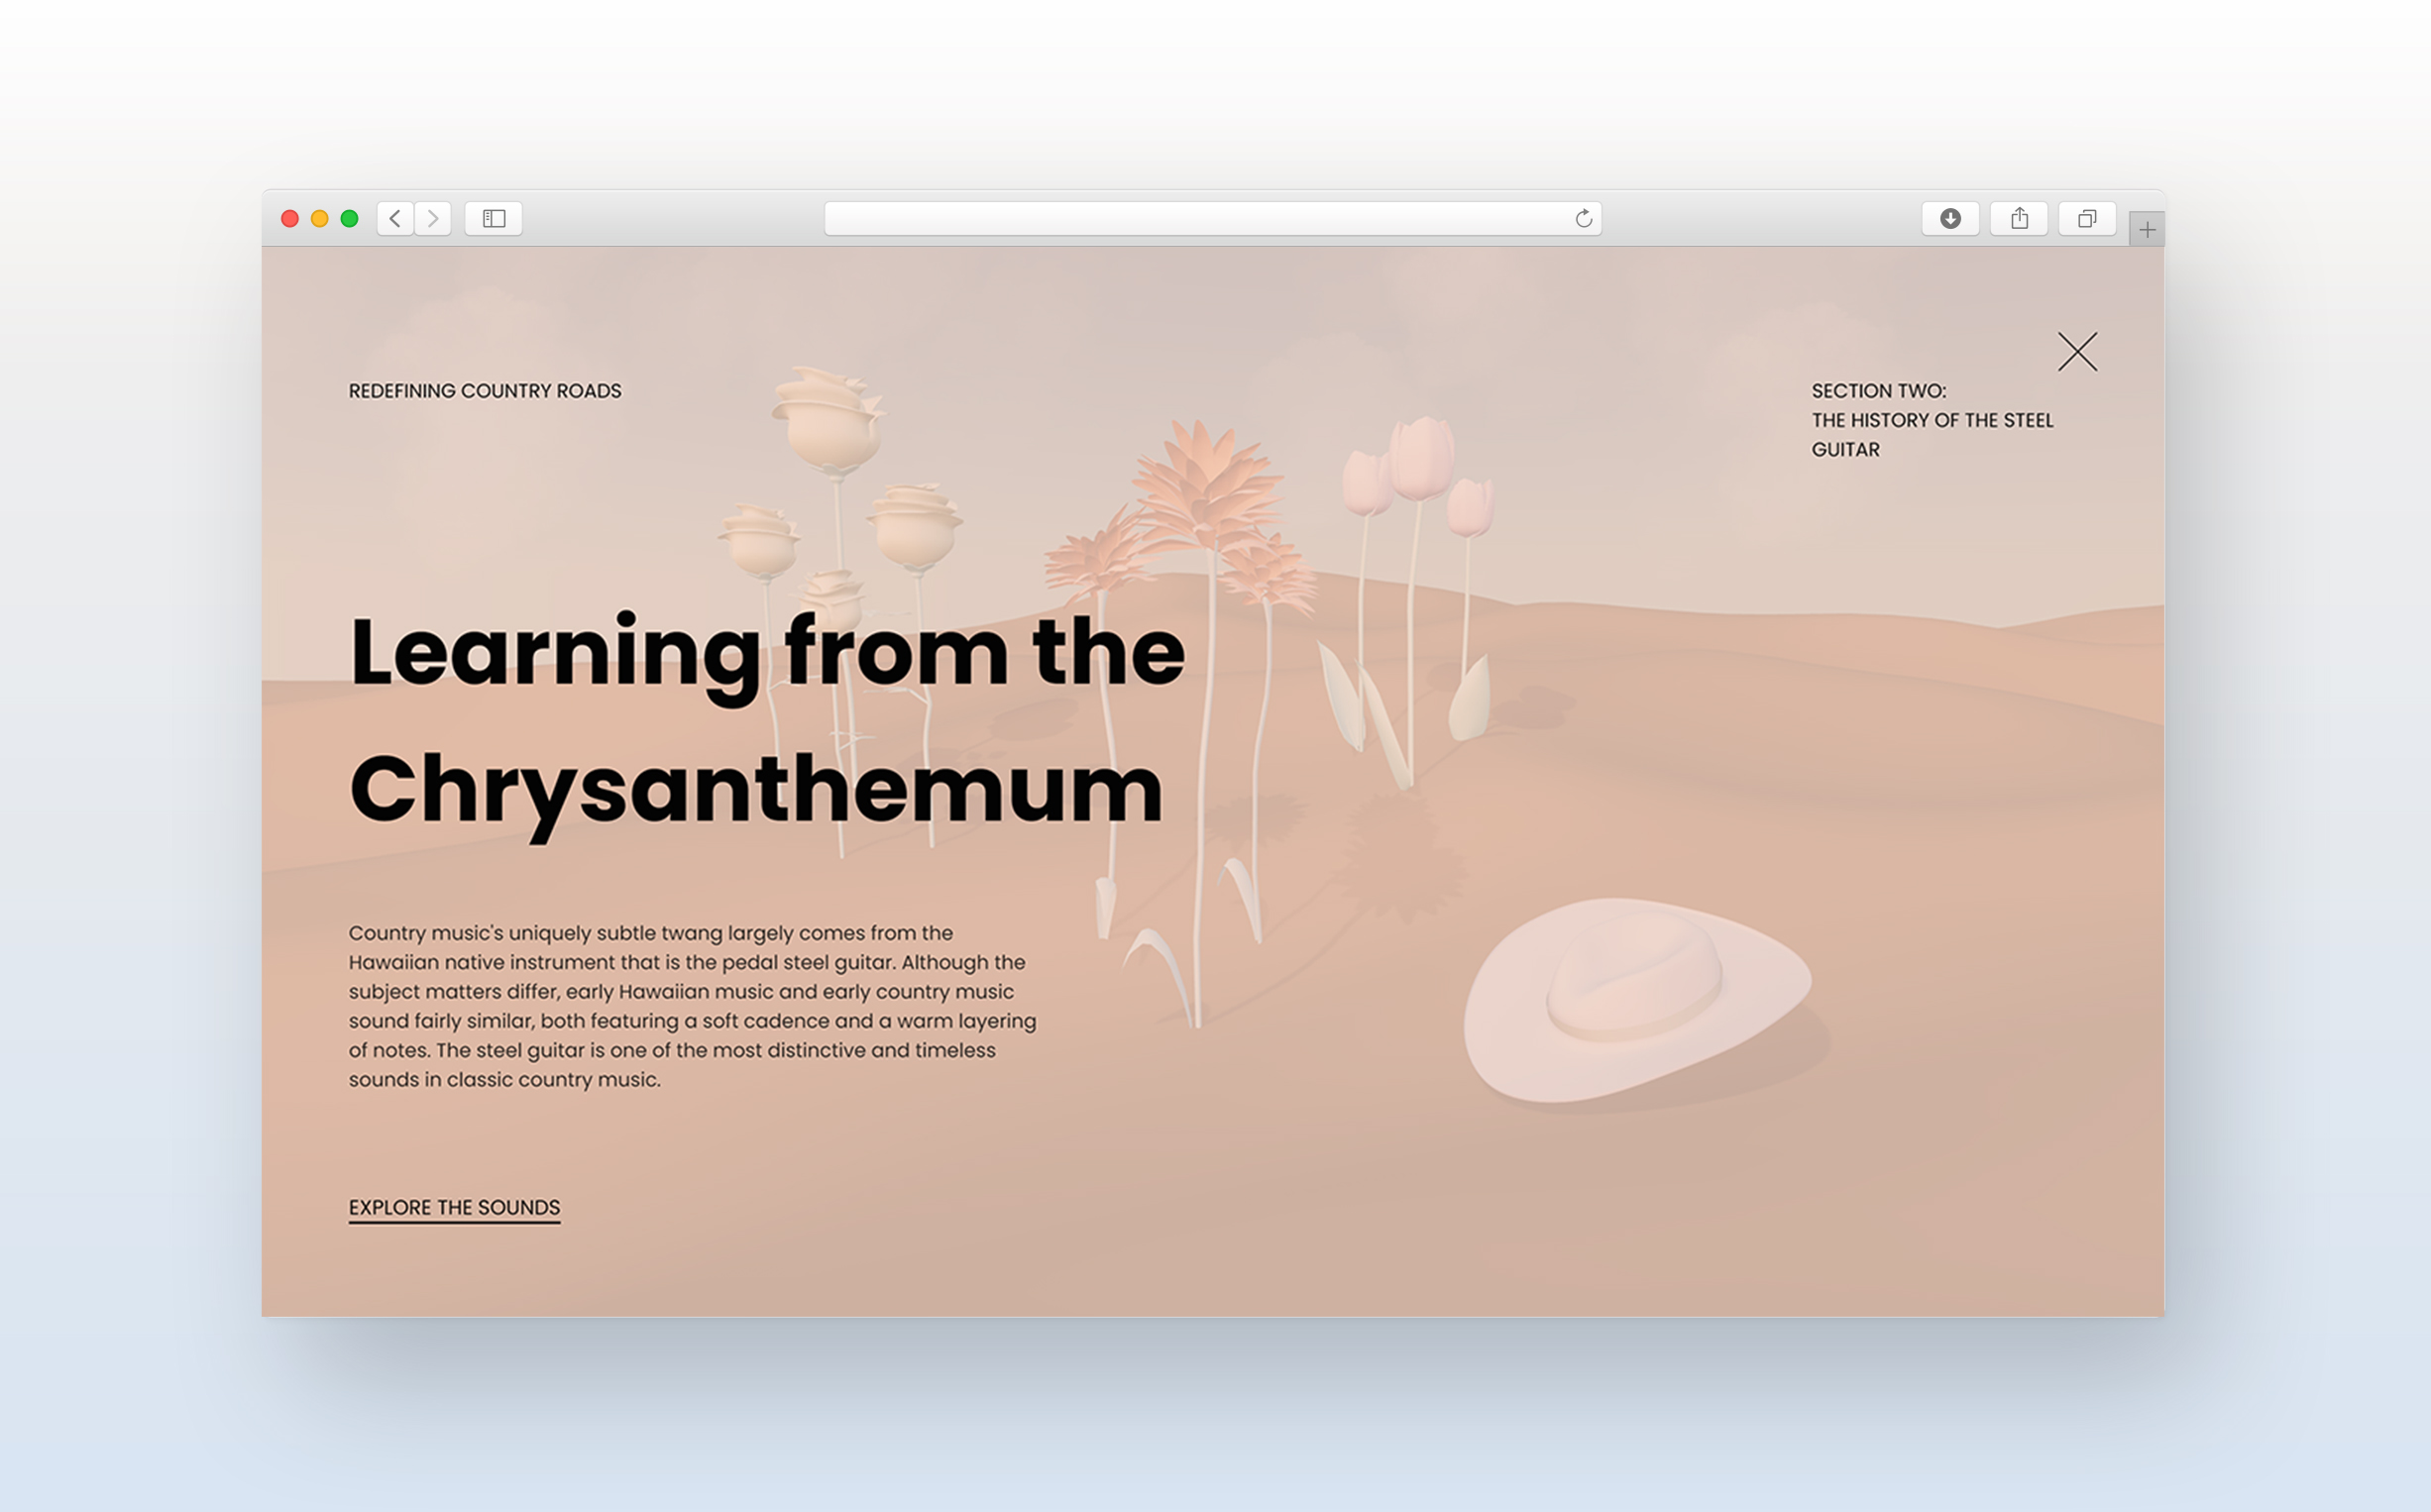 REDEFINING COUNTRY ROADS
SECTION TWO:
THE HISTORY OF THE STEEL
GUITAR
Learning from the
Chrysanthemum
Country music's uniquely subtle twang largely comes from the
Hawaiian native instrument that is the pedal steel guitar. Although the
subject matters differ, early Hawaiian music and early country music
sound fairly similar, both featuring a soft cadence and a warm layering
of notes. The steel guitar is one of the most distinctive and timeless
sounds in classic country music.
EXPLORE THE SOUNDS